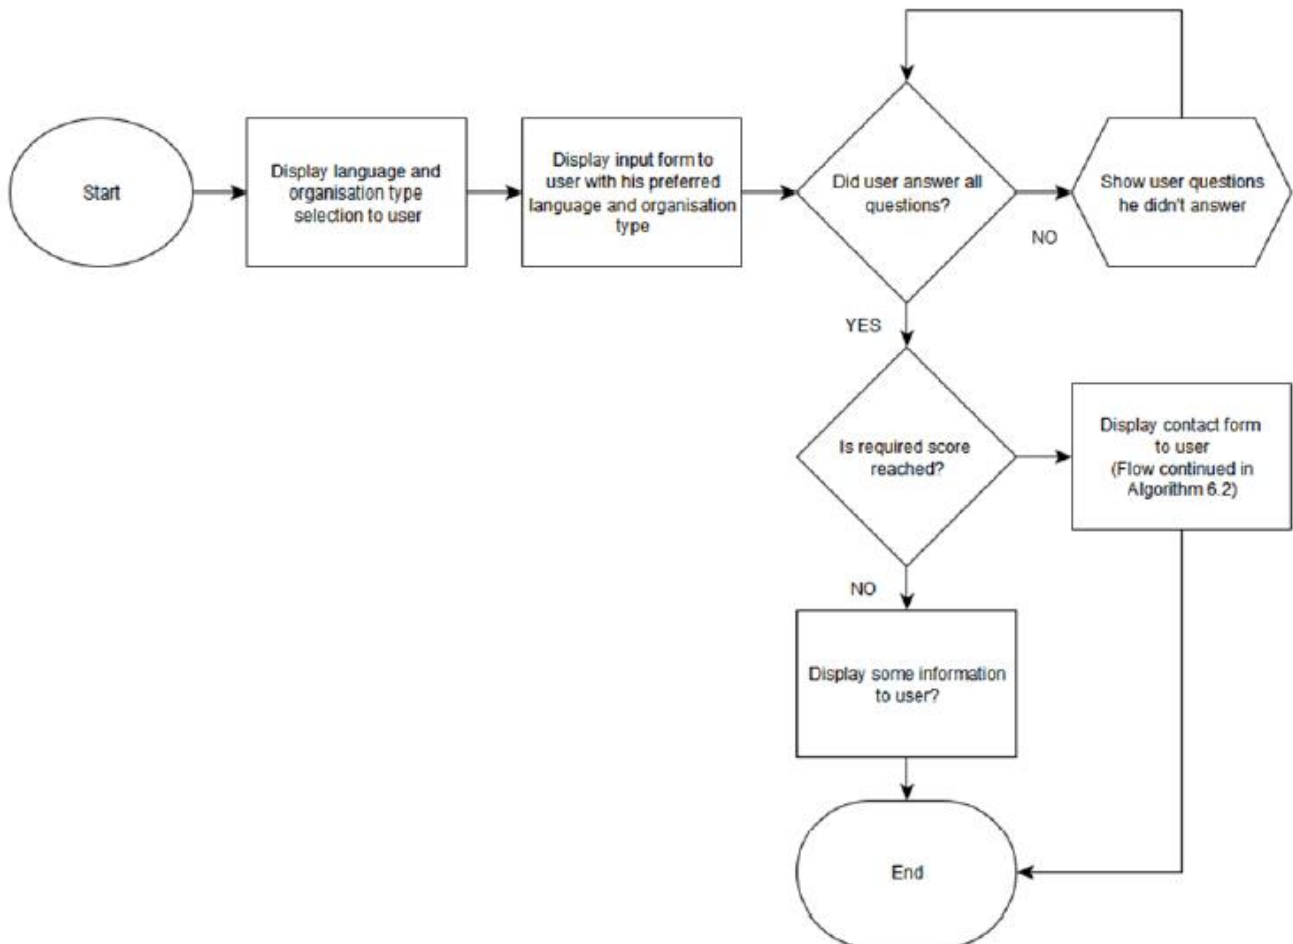 Start
Display language and
organisation type
selection to user
Display input form to
user with his preferred
language and organisation
type
Did user answer all
questions?
NO
Show user questions
he didn't answer
YES
Is required score
reached?
Display contact form
to user
(Flow continued in
Algorithm 6.2)
NO
Display some information
to user?
End